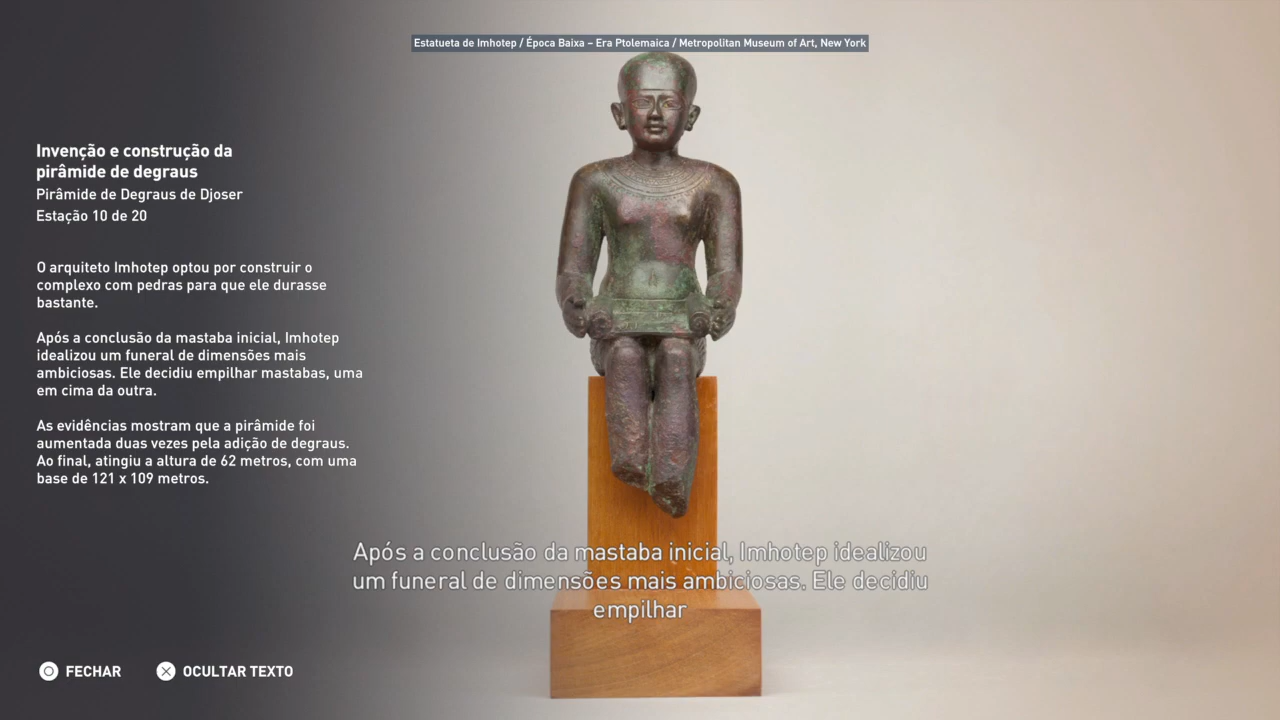 Estatueta de Imhotep / Época Baixa – Era Ptolemaica / Metropolitan Museum of Art, New York
Invenção e construção da
pirâmide de degraus
Pirâmide de Degraus de Djoser
Estação 10 de 20
O arquiteto Imhotep optou por construir o
complexo com pedras para que ele durasse
bastante.
Após a conclusão da mastaba inicial, Imhotep
idealizou um funeral de dimensões mais
ambiciosas. Ele decidiu empilhar mastabas, uma
em cima da outra.
As evidências mostram que a pirâmide foi
aumentada duas vezes pela adição de degraus.
Ao final, atingiu a altura de 62 metros, com uma
base de 121 x 109 metros.
Após a conclusão da mastaba inicial, Imhotep idealizou
um funeral de dimensões mais ambiciosas. Ele decidiu
empilhar
FECHAR
OCULTAR TEXTO